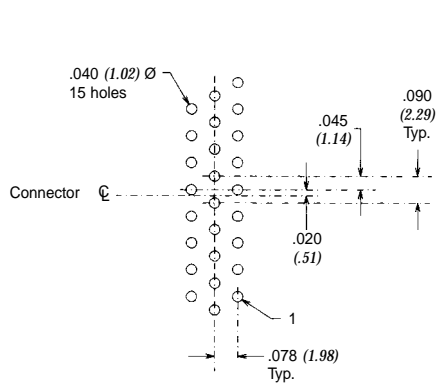 .040 (1.02) Ø
15 holes
.090
(2.29)
Typ.
.045
(1.14)
Connector ℄
.020
(.51)
1
.078 (1.98)
Typ.